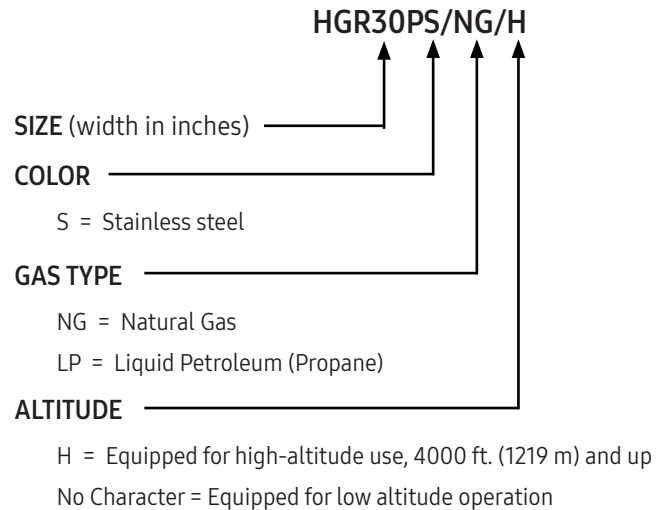 HGR30PS/NG/H
SIZE (width in inches)
COLOR
S = Stainless steel
GAS TYPE
NG = Natural Gas
LP = Liquid Petroleum (Propane)
ALTITUDE
H = Equipped for high-altitude use, 4000 ft. (1219 m) and up
No Character = Equipped for low altitude operation